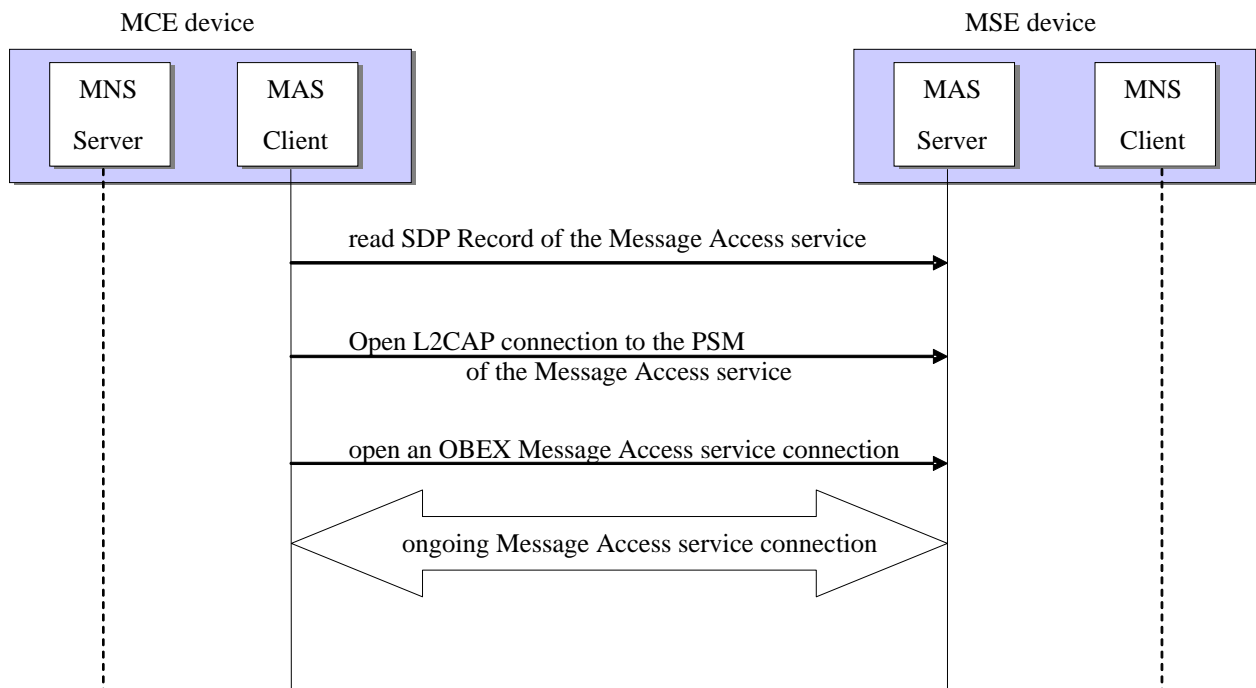 MCE device
MSE device
MNS
Server
MAS
Client
MAS
Server
MNS
Client
read SDP Record of the Message Access service
Open L2CAP connection to the PSM
of the Message Access service
open an OBEX Message Access service connection
ongoing Message Access service connection